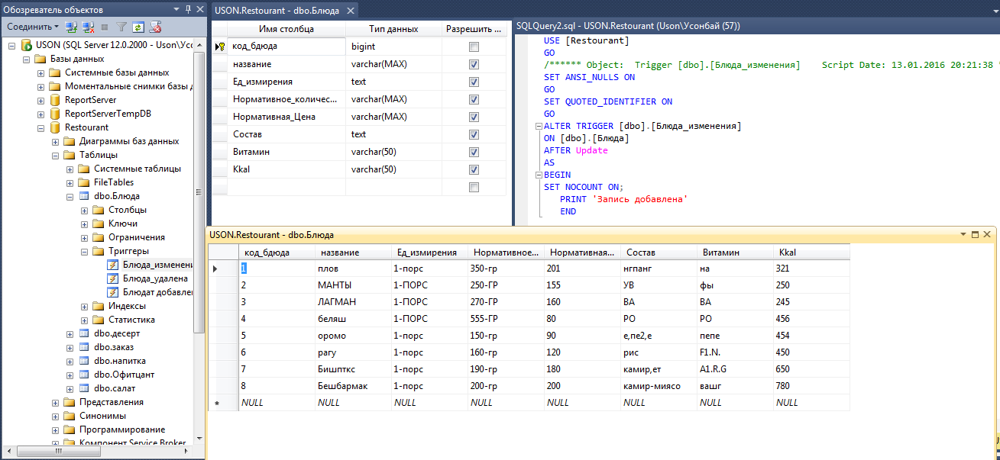 Обозреватель объектов
Соединить
USON (SQL Server 12.0.2000 - Uson\Усо
Базы данных
Системные базы данных
Моментальные снимки базы д
ReportServer
ReportServerTempDB
Restourant
Диаграммы баз данных
Таблицы
Системные таблицы
FileTables
dbo.Блюда
Столбцы
Ключи
Ограничения
Триггеры
Блюда_изменени
Блюда_удалена
Блюдат добавле
Индексы
Статистика
dbo.десерт
dbo.заказ
dbo.напитка
dbo.Офитцант
dbo.салат
Представления
Синонимы
Программирование
Компонент Service Broker
USON.Restourant - dbo.Блюда
Имя столбца Тип данных Разрешить ...
код_бдюда bigint
название varchar(MAX)
Ед_измирения text
Нормативное_количес... varchar(MAX)
Нормативная_Цена varchar(MAX)
Состав text
Витамин varchar(50)
Kkal varchar(50)
SQLQuery2.sql - USON.Restourant (Uson\Усонбай (57))
USE [Restourant]
GO
/****** Object:  Trigger [dbo].[Блюда_изменения]    Script Date: 13.01.2016 20:21:38 *
SET ANSI_NULLS ON
GO
SET QUOTED_IDENTIFIER ON
GO
ALTER TRIGGER [dbo].[Блюда_изменения]
ON [dbo].[Блюда]
AFTER Update
AS
BEGIN
SET NOCOUNT ON;
PRINT 'Запись добавлена'
END
USON.Restourant - dbo.Блюда
код_бдюда название Ед_измирения Нормативное... Нормативная... Состав Витамин Kkal
1 плов 1-порс 350-гр 201 нгпанг на 321
2 МАНТЫ 1-ПОРС 250-ГР 155 УВ фы 250
3 ЛАГМАН 1-ПОРС 270-ГР 160 ВА ВА 245
4 беляш 1-ПОРС 555-ГР 80 РО РО 456
5 оромо 1-порс 150-гр 90 е,пе2,е пепе 454
6 рагу 1-порс 160-гр 120 рис F1.N. 450
7 Бишпткс 1-порс 190-гр 180 камир,ет A1.R.G 650
8 Бешбармак 1-порс 200-гр 200 камир-миясо вашг 780
NULL NULL NULL NULL NULL NULL NULL NULL